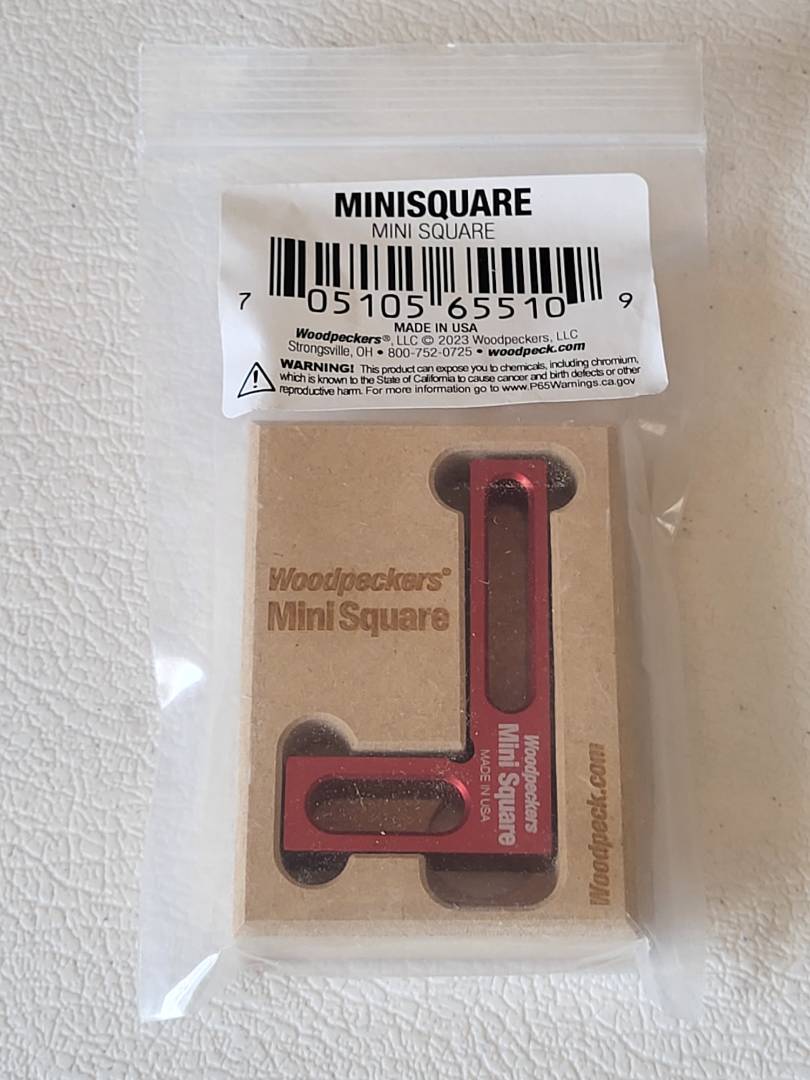 MINISQUARE
MINI SQUARE
7 05105 65510 9
MADE IN USA
Woodpeckers®, LLC © 2023 Woodpeckers, LLC
Strongsville, OH • 800-752-0725 • woodpeck.com
WARNING! This product can expose you to chemicals, including chromium,
which is known to the State of California to cause cancer and birth defects or other
reproductive harm. For more information go to www.P65Warnings.ca.gov
Woodpeckers®
Mini Square
Woodpeckers
Mini Square
MADE IN USA
Woodpeck.com